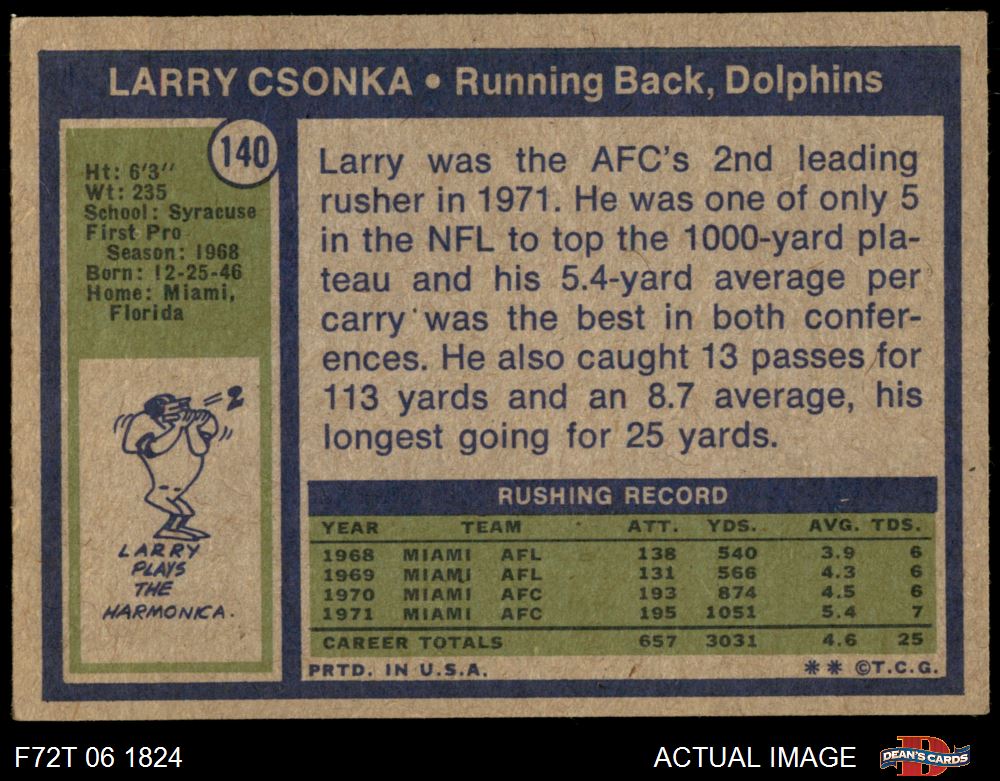 LARRY CSONKA • Running Back, Dolphins
140
Ht: 6'3''
Wt: 235
School: Syracuse
First Pro
Season: 1968
Born: 12-25-46
Home: Miami,
Florida
LARRY
PLAYS
THE
HARMONICA.
Larry was the AFC's 2nd leading
rusher in 1971. He was one of only 5
in the NFL to top the 1000-yard pla-
teau and his 5.4-yard average per
carry was the best in both confer-
ences. He also caught 13 passes for
113 yards and an 8.7 average, his
longest going for 25 yards.
RUSHING RECORD
YEAR TEAM ATT. YDS. AVG. TDS.
1968 MIAMI AFL 138 540 3.9 6
1969 MIAMI AFL 131 566 4.3 6
1970 MIAMI AFC 193 874 4.5 6
1971 MIAMI AFC 195 1051 5.4 7
CAREER TOTALS 657 3031 4.6 25
PRTD. IN U.S.A. ** ©T.C.G.
F72T 06 1824 ACTUAL IMAGE DEAN'S CARDS